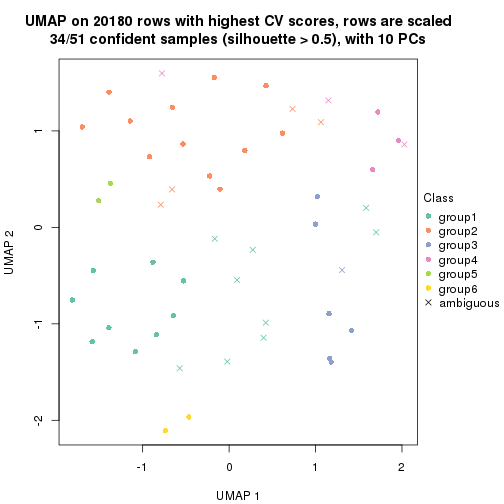 UMAP on 20180 rows with highest CV scores, rows are scaled
34/51 confident samples (silhouette > 0.5), with 10 PCs
UMAP 2
1
0
-1
-2
-1
0
1
2
UMAP 1
Class
group1
group2
group3
group4
group5
group6
ambiguous